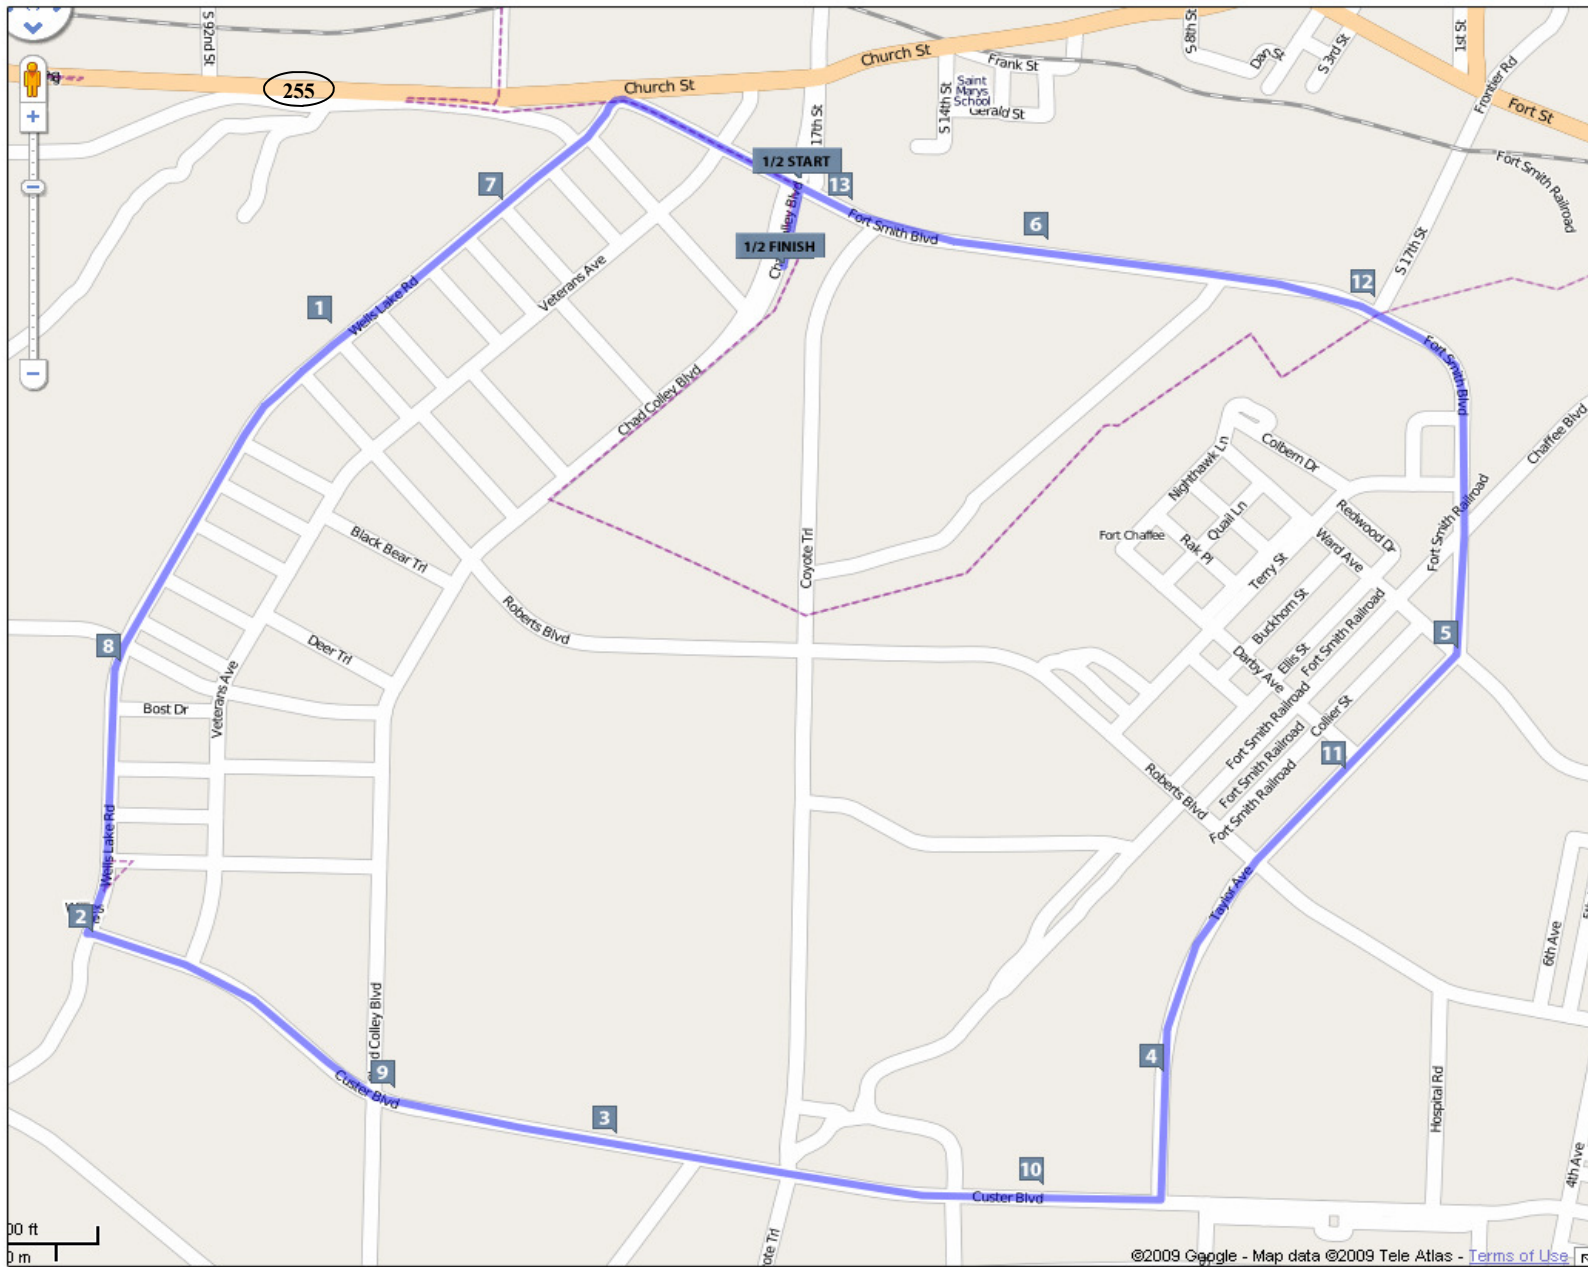 S 92nd St
255
Church St
Church St
S 8th St
Dan St
S 3rd St
1st St
Frontier Rd
Fort St
Frank St
Saint
Marys
School
Gerald St
S 14th St
17th St
1/2 START
13
7
Fort Smith Blvd
6
12
S 17th St
Fort Smith Railroad
1/2 FINISH
1
Wells Lake Rd
Veterans Ave
Chad Colley Blvd
Fort Smith Blvd
Chaffee Blvd
Colbern Dr
Nighthawk Ln
Quail Ln
Redwood Dr
Fort Chaffee
Rak Pl
Ward Ave
Terry St
Fort Smith Railroad
Black Bear Trl
Coyote Trl
Roberts Blvd
Buckhorn St
Fort Smith Railroad
Ellis St
Darby Ave
5
8
Deer Trl
Veterans Ave
Bost Dr
Fort Smith Railroad
Collier St
Fort Smith Railroad
Fort Smith Railroad
11
Roberts Blvd
Wells Lake Rd
Taylor Ave
2
6th Ave
d Colley Blvd
9
Custer Blvd
4
3
Hospital Rd
10
Custer Blvd
4th Ave
ote Trl
00 ft
0 m
©2009 Google - Map data ©2009 Tele Atlas - Terms of Use